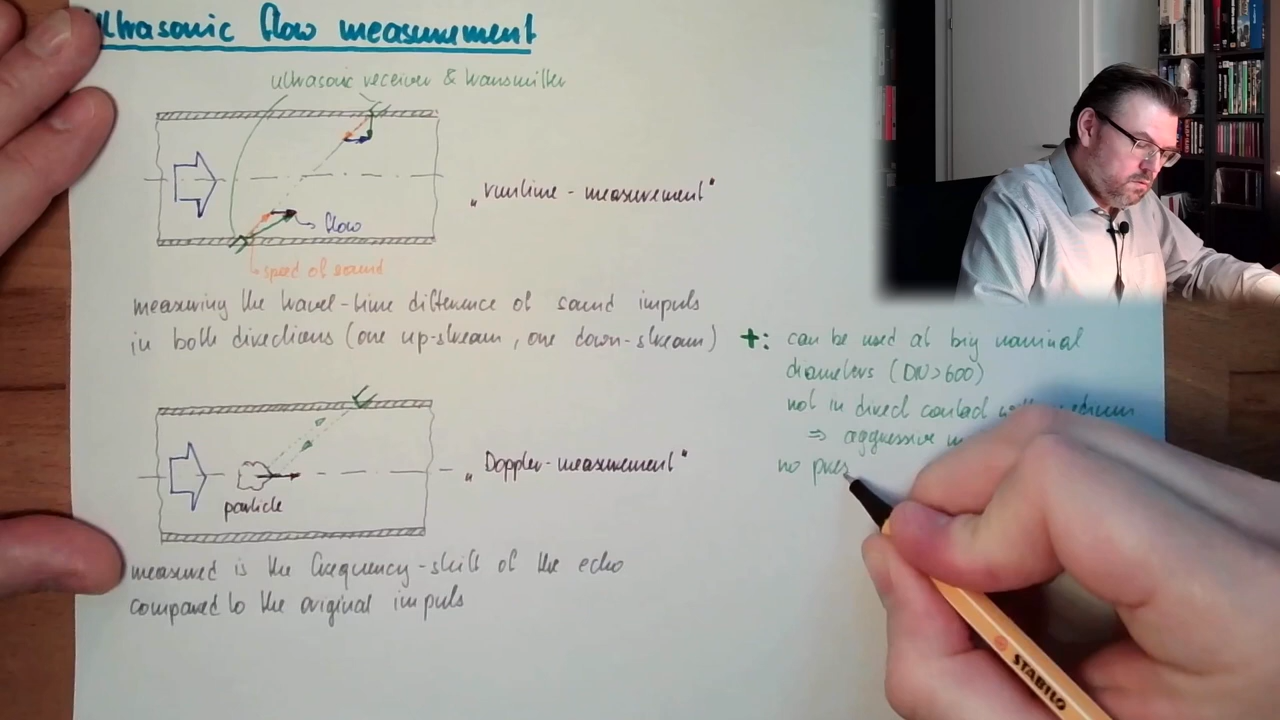 ultrasonic flow measurement
ultrasonic receiver & transmitter
"runtime - measurement"
flow
speed of sound
measuring the travel-time difference of sound impuls
in both directions (one up-stream, one down-stream)
+: can be used at big nominal
diameters (DN>600)
not in direct contact
⇒ aggressive
no pres
"Doppler-measurement"
particle
measured is the frequency-shift of the echo
compared to the original impuls
STABILO